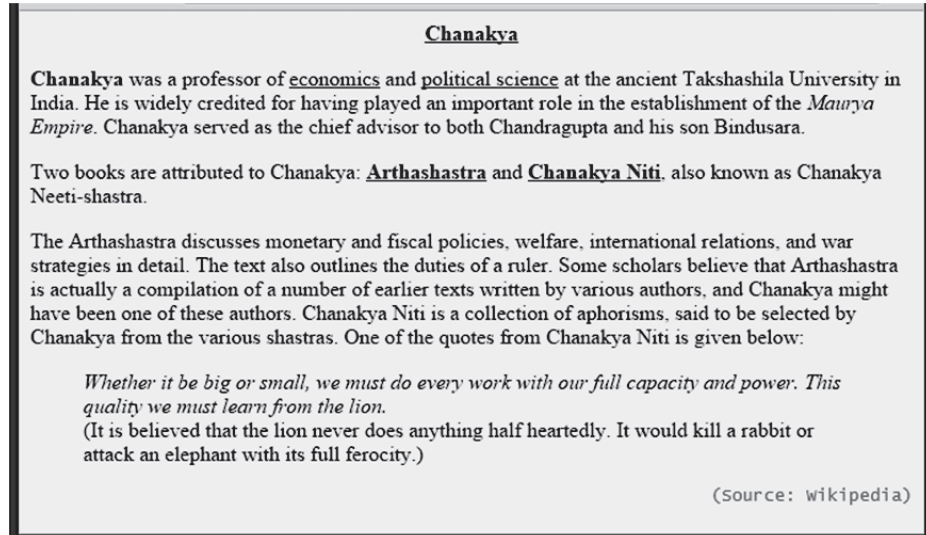 Chanakya
Chanakya was a professor of economics and political science at the ancient Takshashila University in
India. He is widely credited for having played an important role in the establishment of the Maurya
Empire. Chanakya served as the chief advisor to both Chandragupta and his son Bindusara.
Two books are attributed to Chanakya: Arthashastra and Chanakya Niti, also known as Chanakya
Neeti-shastra.
The Arthashastra discusses monetary and fiscal policies, welfare, international relations, and war
strategies in detail. The text also outlines the duties of a ruler. Some scholars believe that Arthashastra
is actually a compilation of a number of earlier texts written by various authors, and Chanakya might
have been one of these authors. Chanakya Niti is a collection of aphorisms, said to be selected by
Chanakya from the various shastras. One of the quotes from Chanakya Niti is given below:
Whether it be big or small, we must do every work with our full capacity and power. This
quality we must learn from the lion.
(It is believed that the lion never does anything half heartedly. It would kill a rabbit or
attack an elephant with its full ferocity.)
(Source: Wikipedia)